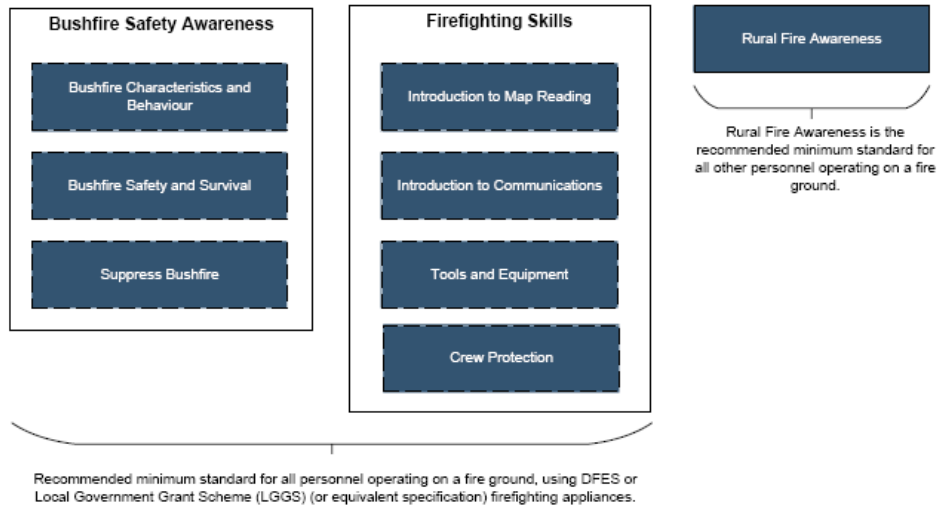 Bushfire Safety Awareness
Bushfire Characteristics and
Behaviour
Bushfire Safety and Survival
Suppress Bushfire
Firefighting Skills
Introduction to Map Reading
Introduction to Communications
Tools and Equipment
Crew Protection
Rural Fire Awareness
Rural Fire Awareness is the
recommended minimum standard for
all other personnel operating on a fire
ground.
Recommended minimum standard for all personnel operating on a fire ground, using DFES or
Local Government Grant Scheme (LGGS) (or equivalent specification) firefighting appliances.